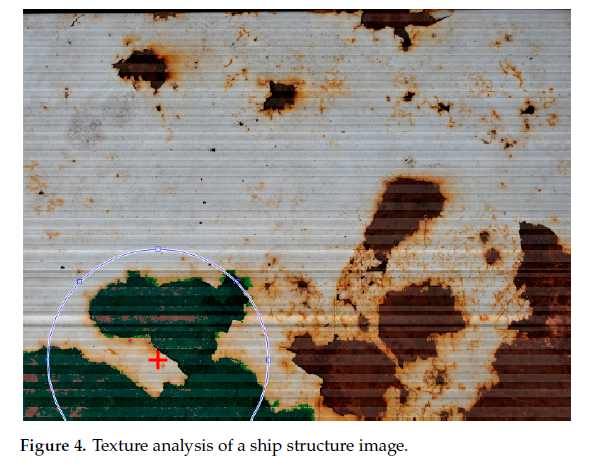 Figure 4. Texture analysis of a ship structure image.